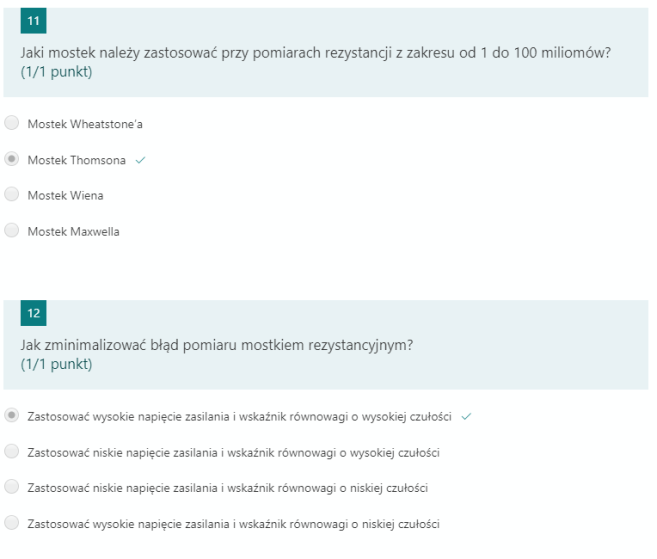 11
Jaki mostek należy zastosować przy pomiarach rezystancji z zakresu od 1 do 100 miliomów?
(1/1 punkt)
Mostek Wheatstone'a
Mostek Thomsona
Mostek Wiena
Mostek Maxwella
12
Jak zminimalizować błąd pomiaru mostkiem rezystancyjnym?
(1/1 punkt)
Zastosować wysokie napięcie zasilania i wskaźnik równowagi o wysokiej czułości
Zastosować niskie napięcie zasilania i wskaźnik równowagi o wysokiej czułości
Zastosować niskie napięcie zasilania i wskaźnik równowagi o niskiej czułości
Zastosować wysokie napięcie zasilania i wskaźnik równowagi o niskiej czułości